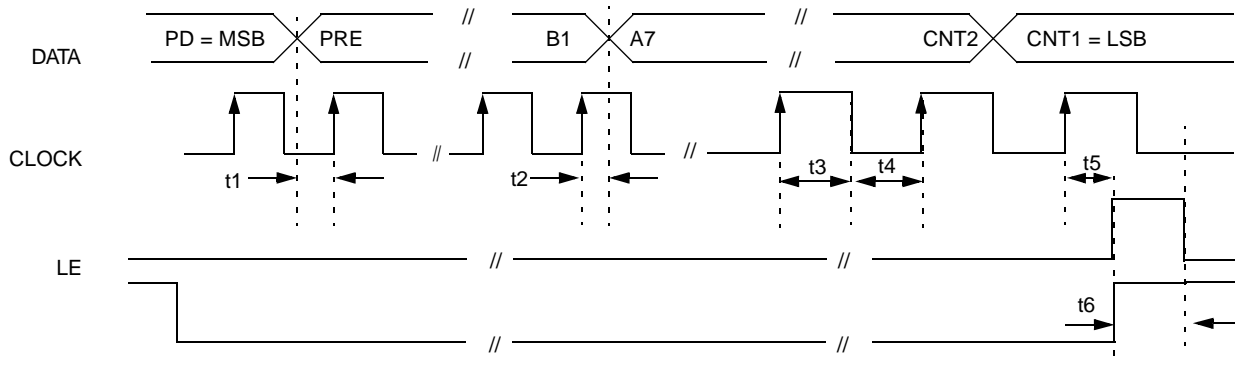 DATA PD = MSB PRE // B1 A7 // CNT2 CNT1 = LSB
// //
CLOCK // //
t1 t2 t3 t4 t5
LE // //
t6
// //